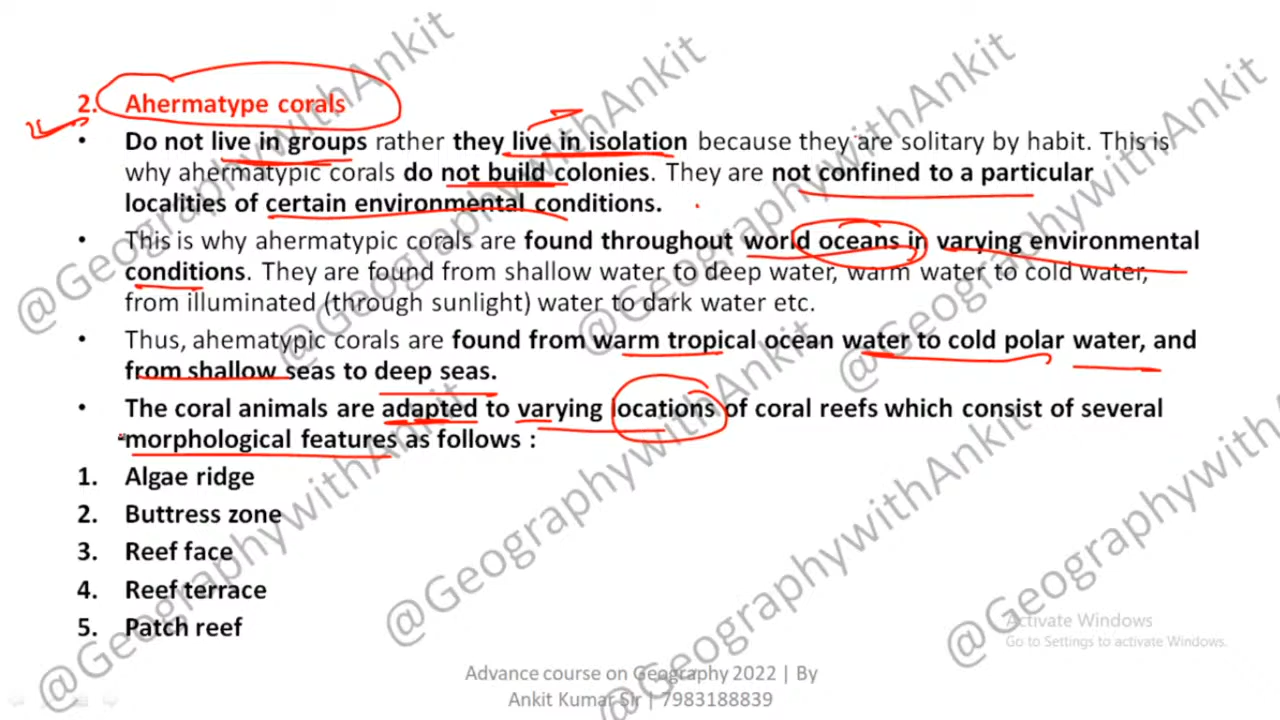 2. Ahermatype corals
• Do not live in groups rather they live in isolation because they are solitary by habit. This is
why ahermatypic corals do not build colonies. They are not confined to a particular
localities of certain environmental conditions.
• This is why ahermatypic corals are found throughout world oceans in varying environmental
conditions. They are found from shallow water to deep water, warm water to cold water,
from illuminated (through sunlight) water to dark water etc.
• Thus, ahematypic corals are found from warm tropical ocean water to cold polar water, and
from shallow seas to deep seas.
• The coral animals are adapted to varying locations of coral reefs which consist of several
morphological features as follows :
1. Algae ridge
2. Buttress zone
3. Reef face
4. Reef terrace
5. Patch reef
Activate Windows
Go to Settings to activate Windows.
Advance course on Geography 2022 | By
Ankit Kumar Sir | 7983188839
@GeographywithAnkit
@GeographywithAnkit
@GeographywithAnkit
@GeographywithAnkit
@GeographywithAnkit
@GeographywithAnkit
@GeographywithAnkit